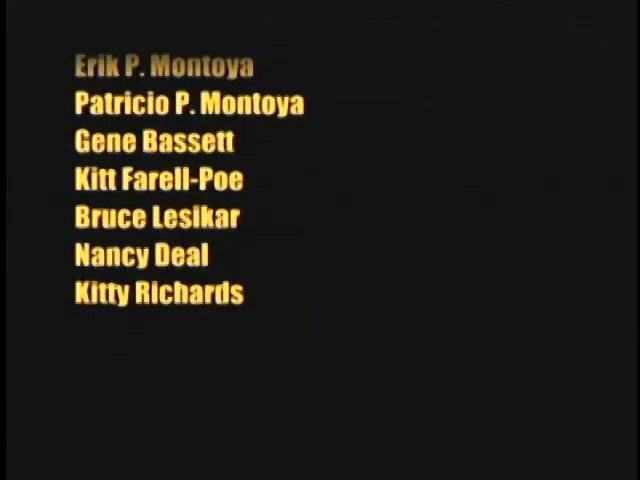 Erik P. Montoya
Patricio P. Montoya
Gene Bassett
Kitt Farell-Poe
Bruce Lesikar
Nancy Deal
Kitty Richards